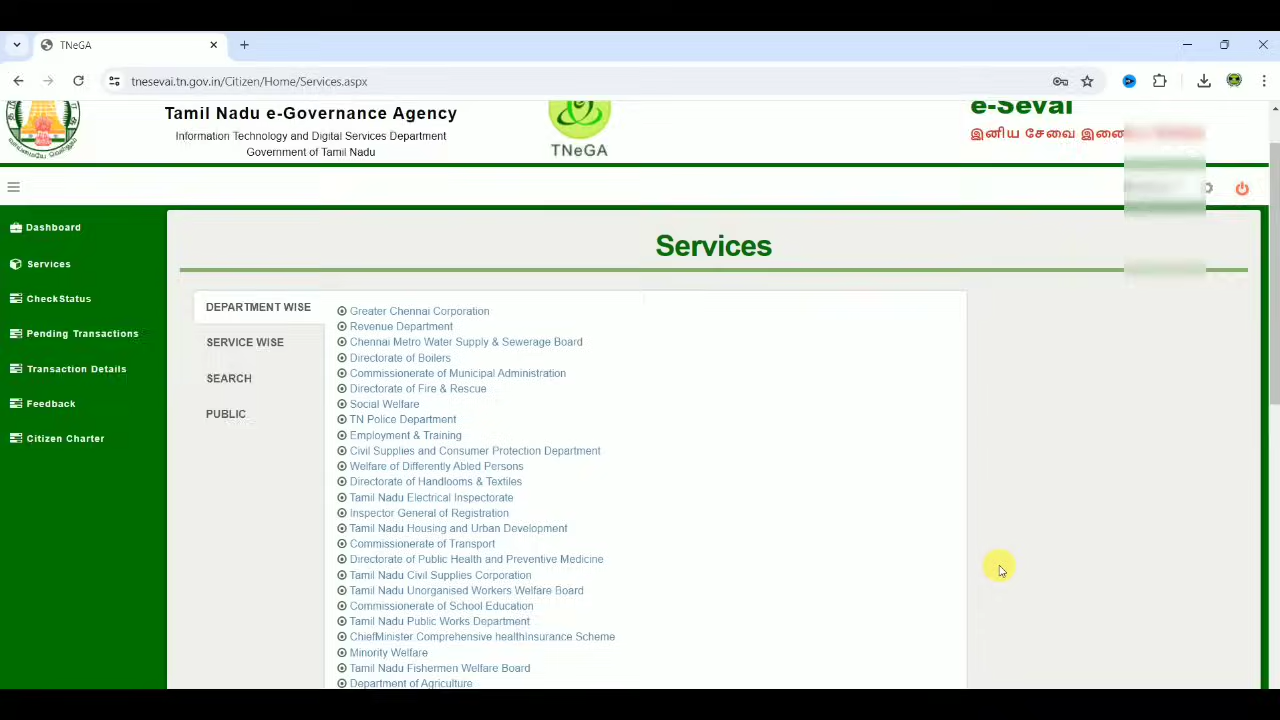 TNeGA
tnesevai.tn.gov.in/Citizen/Home/Services.aspx
Tamil Nadu e-Governance Agency
Information Technology and Digital Services Department
Government of Tamil Nadu
TNeGA
e-Sevai
இனிய சேவை
Dashboard
Services
CheckStatus
Pending Transactions
Transaction Details
Feedback
Citizen Charter
Services
DEPARTMENT WISE
SERVICE WISE
SEARCH
PUBLIC
Greater Chennai Corporation
Revenue Department
Chennai Metro Water Supply & Sewerage Board
Directorate of Boilers
Commissionerate of Municipal Administration
Directorate of Fire & Rescue
Social Welfare
TN Police Department
Employment & Training
Civil Supplies and Consumer Protection Department
Welfare of Differently Abled Persons
Directorate of Handlooms & Textiles
Tamil Nadu Electrical Inspectorate
Inspector General of Registration
Tamil Nadu Housing and Urban Development
Commissionerate of Transport
Directorate of Public Health and Preventive Medicine
Tamil Nadu Civil Supplies Corporation
Tamil Nadu Unorganised Workers Welfare Board
Commissionerate of School Education
Tamil Nadu Public Works Department
ChiefMinister Comprehensive healthInsurance Scheme
Minority Welfare
Tamil Nadu Fishermen Welfare Board
Department of Agriculture